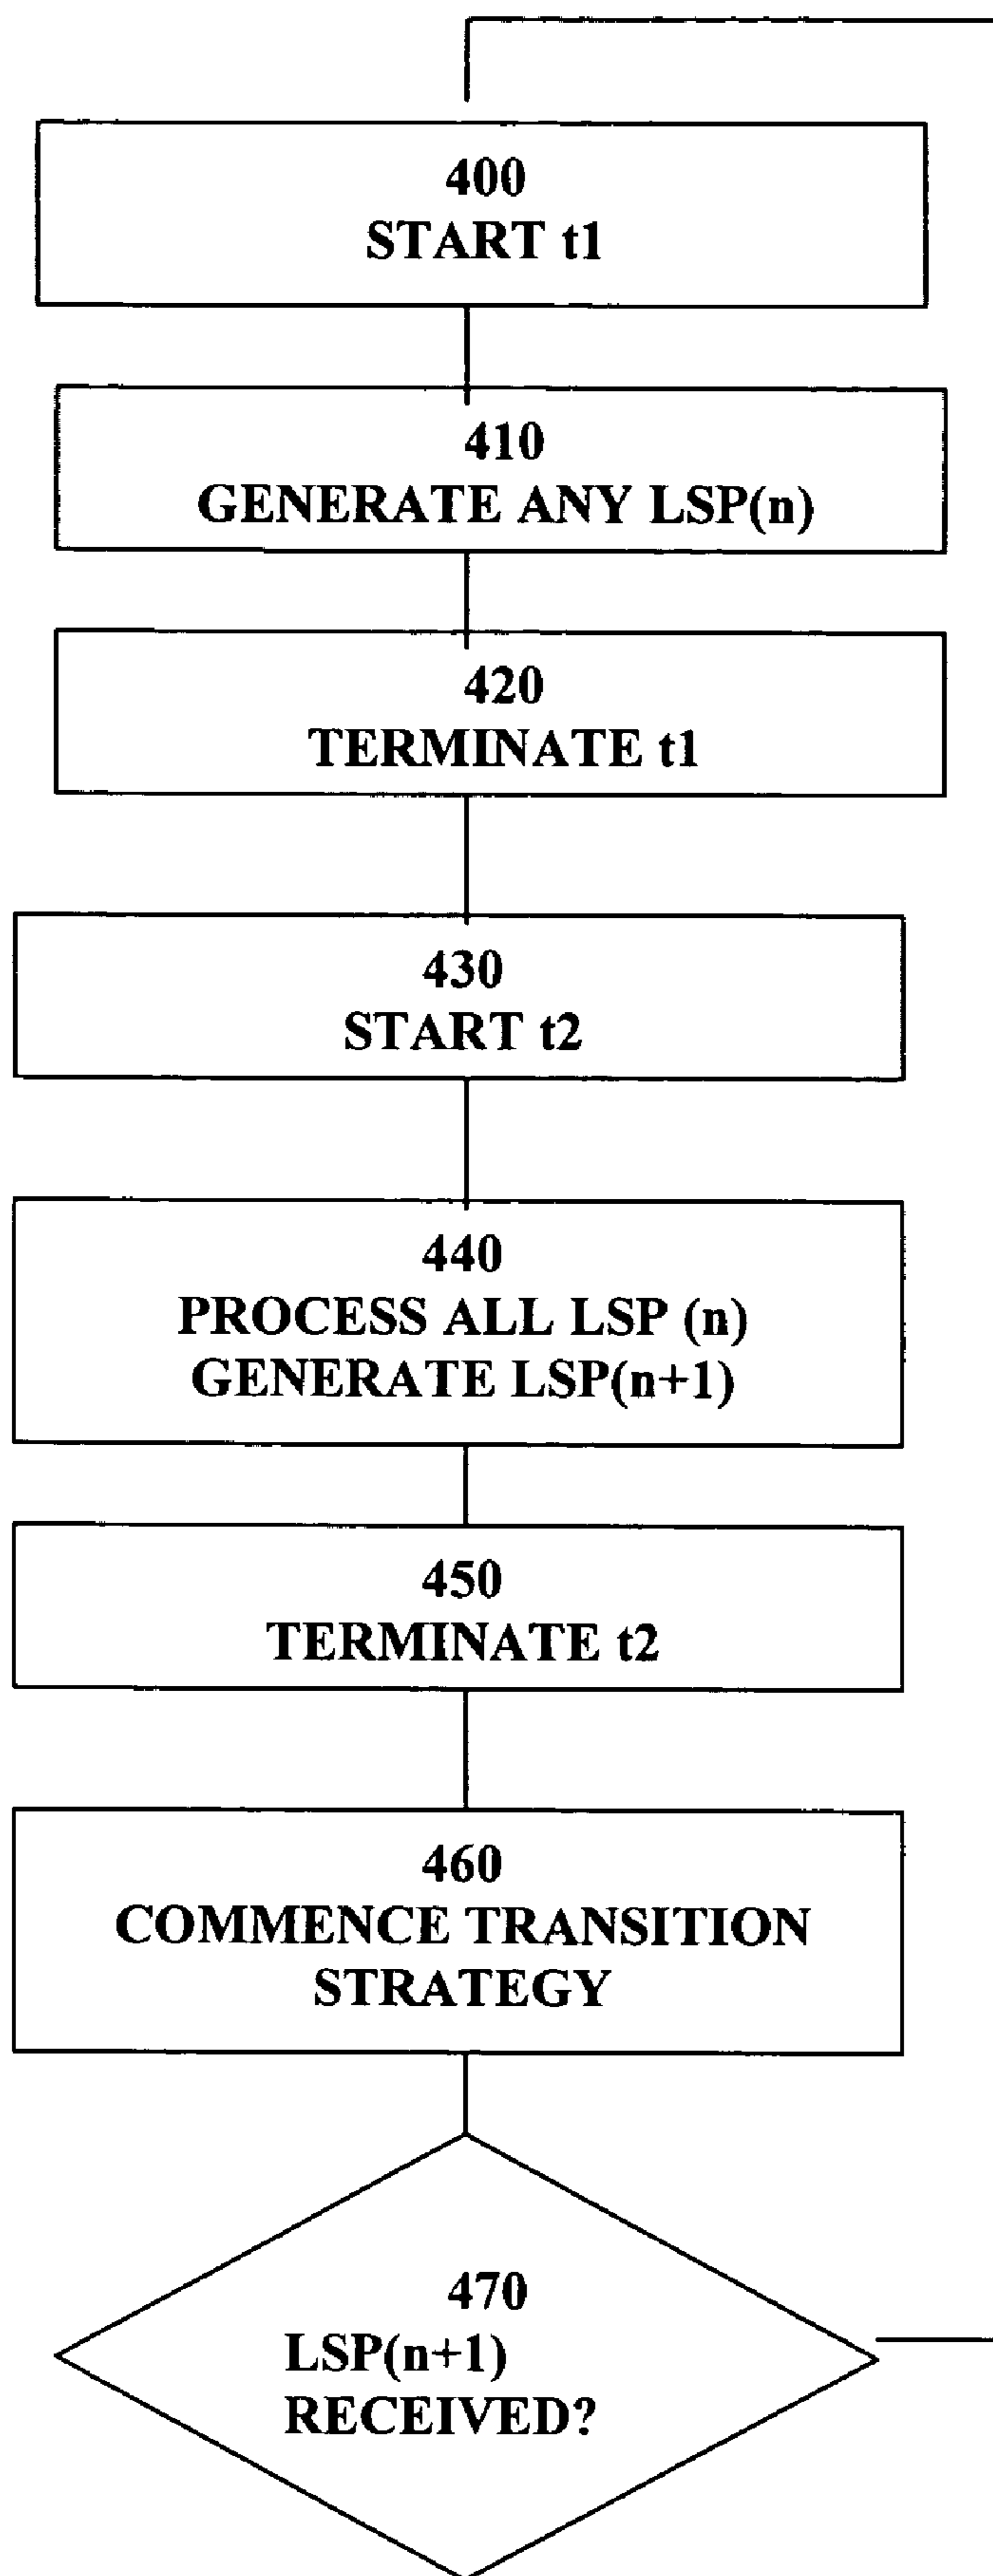 400
START t1
410
GENERATE ANY LSP(n)
420
TERMINATE t1
430
START t2
440
PROCESS ALL LSP (n)
GENERATE LSP(n+1)
450
TERMINATE t2
460
COMMENCE TRANSITION
STRATEGY
470
LSP(n+1)
RECEIVED?